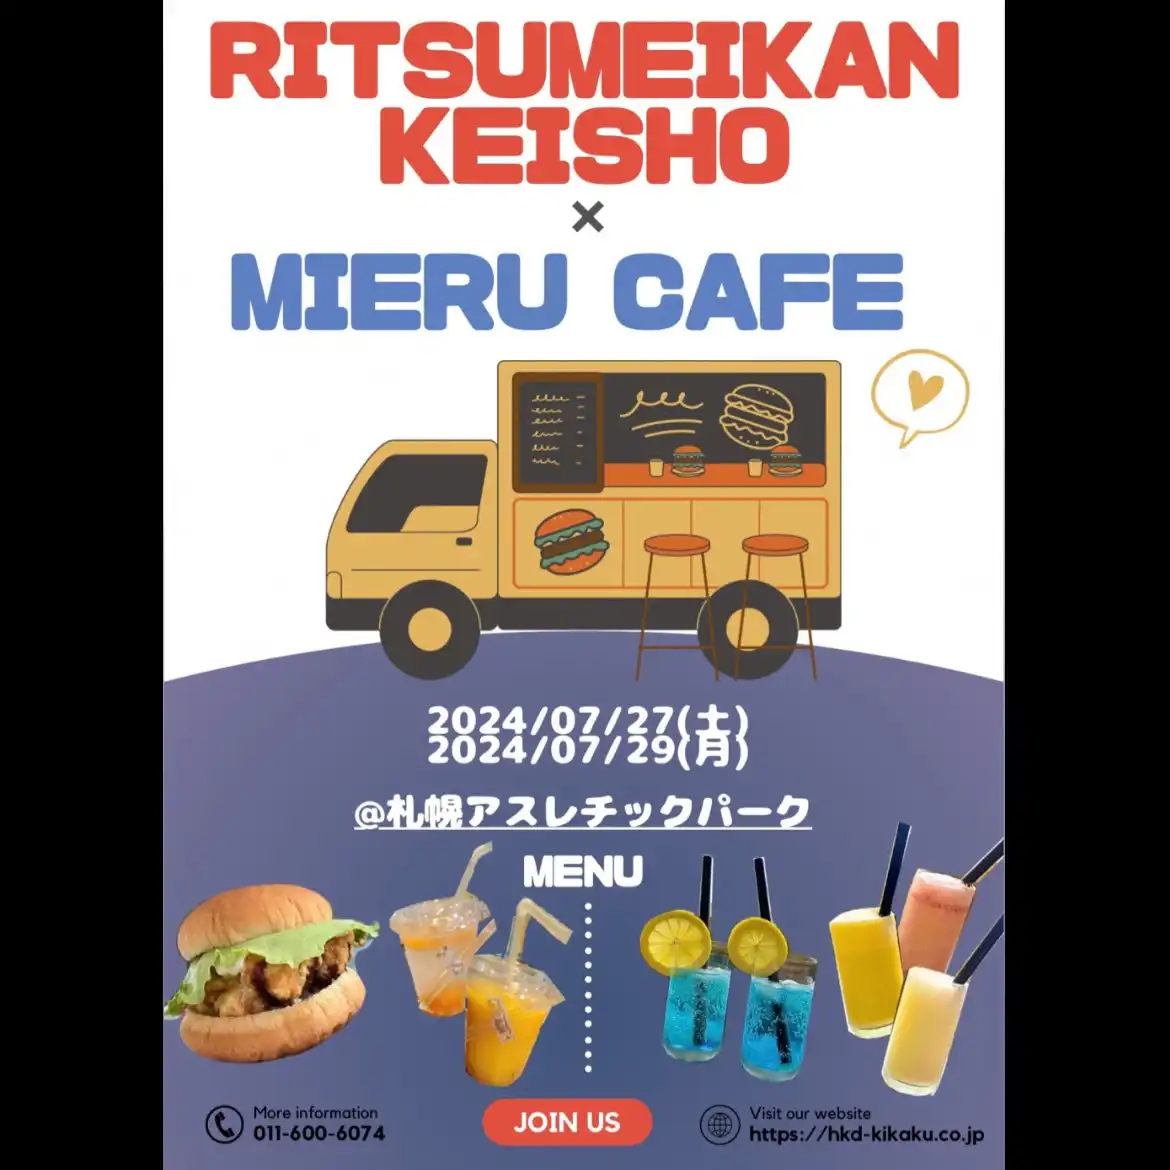 RITSUMEIKAN
KEISHO
×
MIERU CAFE
2024/07/27(土)
2024/07/29(月)
@札幌アスレチックパーク
MENU
More information
011-600-6074
JOIN US
Visit our website
https://hkd-kikaku.co.jp